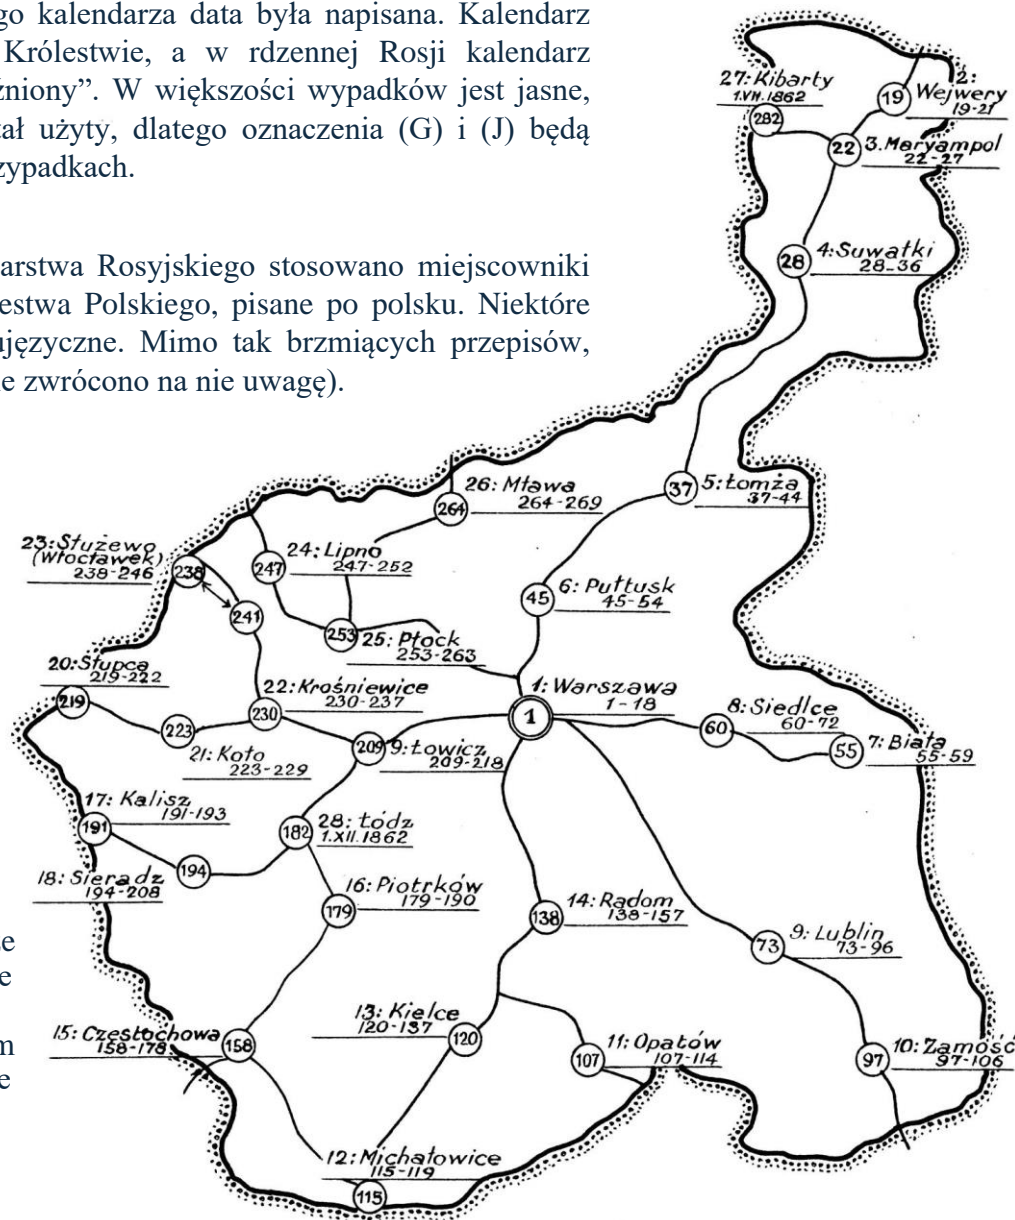 go kalendarza data była napisana. Kalendarz
Królestwie, a w rdzennej Rosji kalendarz
źniony”. W większości wypadków jest jasne,
tał użyty, dlatego oznaczenia (G) i (J) będą
zypadkach.
arstwa Rosyjskiego stosowano miejscowniki
estwa Polskiego, pisane po polsku. Niektóre
ujęzyczne. Mimo tak brzmiących przepisów,
ie zwrócono na nie uwagę).
27: Kibarty
1.VII.1862
282
19
2:
Wejwery
19-21
22
3. Maryampol
22-27
28
4: Suwałki
28-36
37
5: Łomża
37-44
26: Mława
264-269
264
23: Służewo
(Włocławek)
238-246
238
241
247
24: Lipno
247-252
6: Pułtusk
45-54
45
253
25: Płock
253-263
20: Słupca
219-222
219
22: Krośniewice
230-237
230
1: Warszawa
1-18
1
8: Siedlce
60-72
60
7: Biała
55-59
55
223
21: Koło
223-229
209
9: Łowicz
209-218
17: Kalisz
191-193
191
28: Łódz
1.XII.1862
182
18: Sieradz
194-208
194
16: Piotrków
179-190
179
14: Radom
138-157
138
9: Lublin
73-96
73
że
ie
m
ie
15: Częstochowa
158-178
158
13: Kielce
120-137
120
11: Opatów
107-114
107
10: Zamość
97-106
97
12: Michałowice
115-119
115